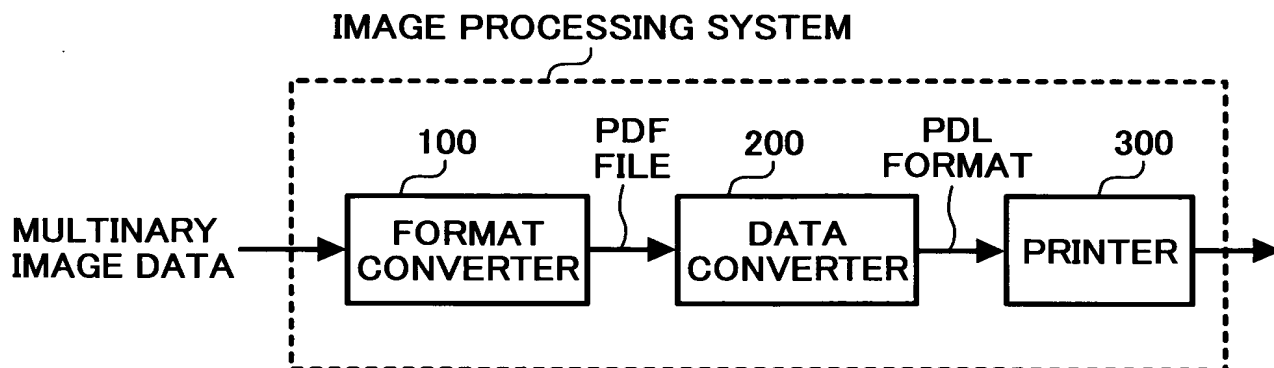 IMAGE PROCESSING SYSTEM
100
PDF
FILE
200
PDL
FORMAT
300
MULTINARY
IMAGE DATA
FORMAT
CONVERTER
DATA
CONVERTER
PRINTER